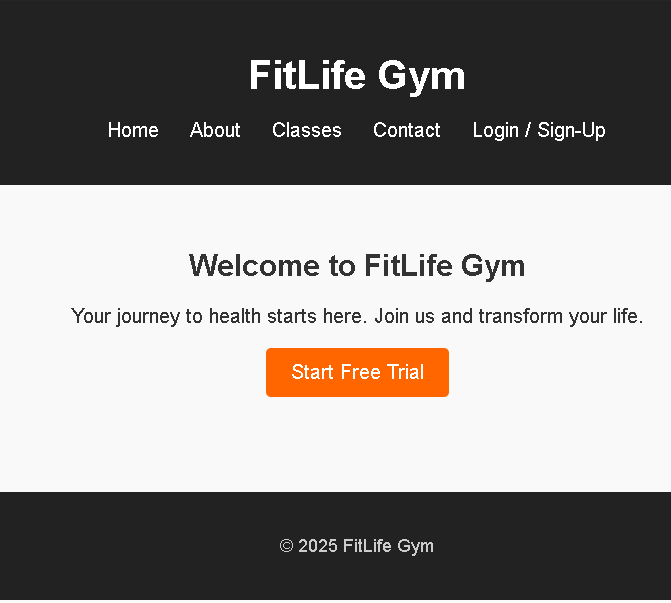 FitLife Gym
Home About Classes Contact Login / Sign-Up
Welcome to FitLife Gym
Your journey to health starts here. Join us and transform your life.
Start Free Trial
© 2025 FitLife Gym